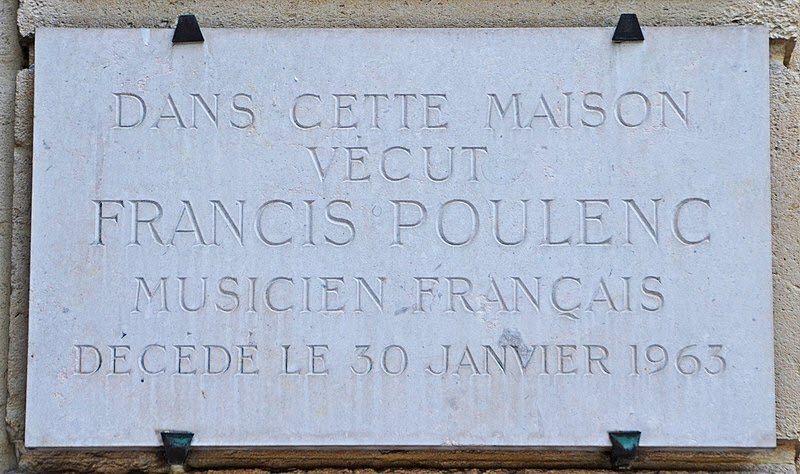 DANS CETTE MAISON
VÉCUT
FRANCIS POULENC
MUSICIEN FRANÇAIS
DÉCÉDÉ LE 30 JANVIER 1963